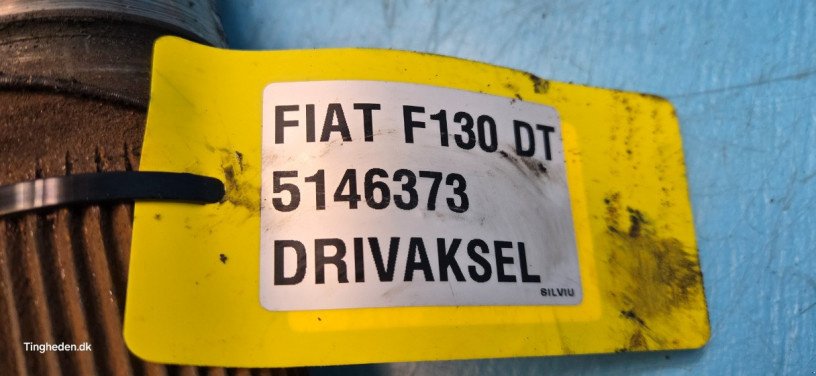 FIAT F130 DT
5146373
DRIVAKSEL
SILVIU
Tingheden.dk